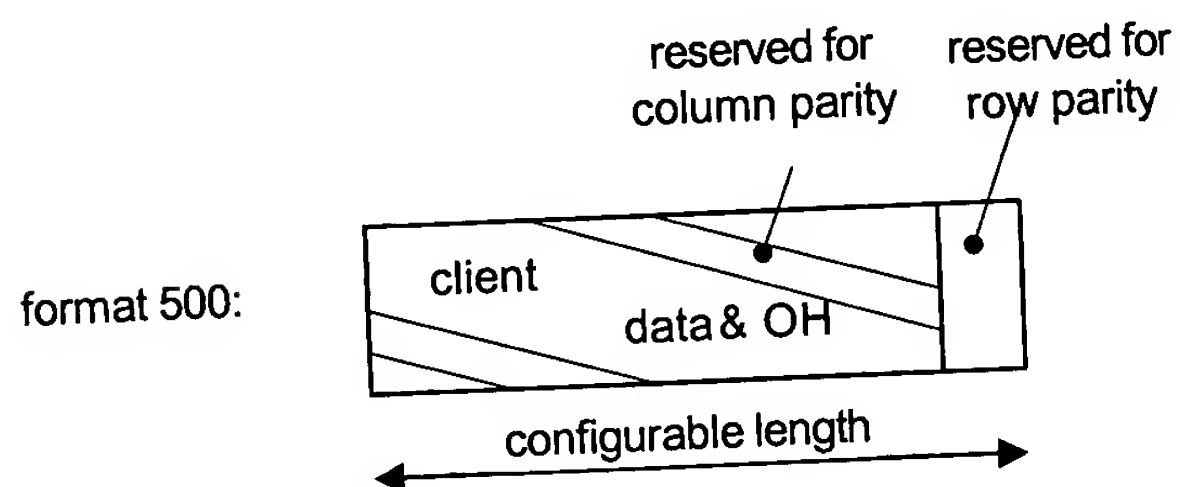 reserved for
column parity
reserved for
row parity
format 500:
client
data & OH
configurable length